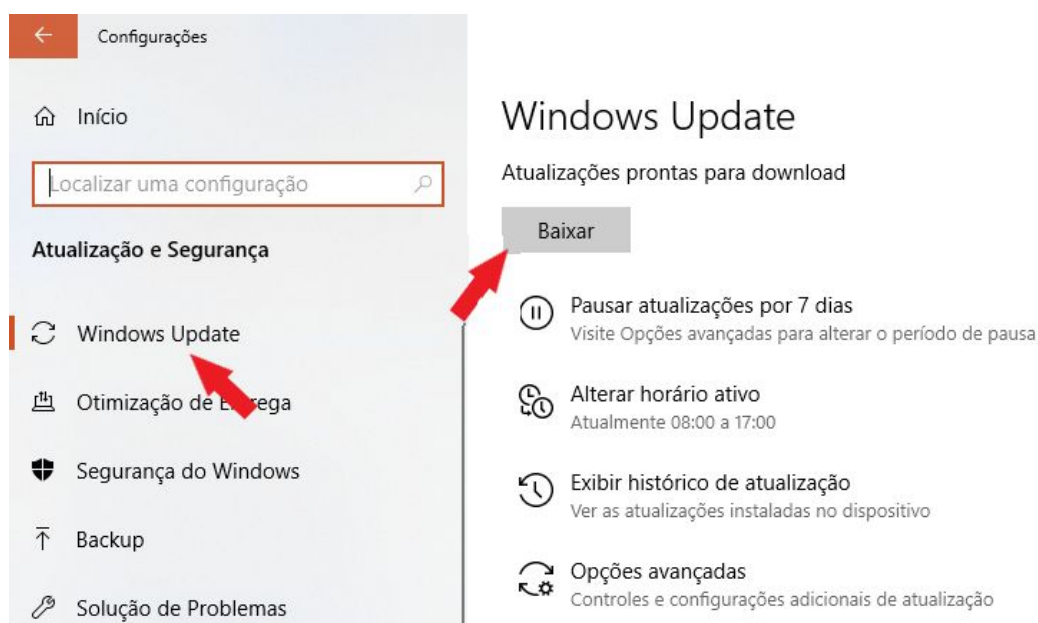 Configurações
Início
Localizar uma configuração
Atualização e Segurança
Windows Update
Otimização de Entrega
Segurança do Windows
Backup
Solução de Problemas
Windows Update
Atualizações prontas para download
Baixar
Pausar atualizações por 7 dias
Visite Opções avançadas para alterar o período de pausa
Alterar horário ativo
Atualmente 08:00 a 17:00
Exibir histórico de atualização
Ver as atualizações instaladas no dispositivo
Opções avançadas
Controles e configurações adicionais de atualização